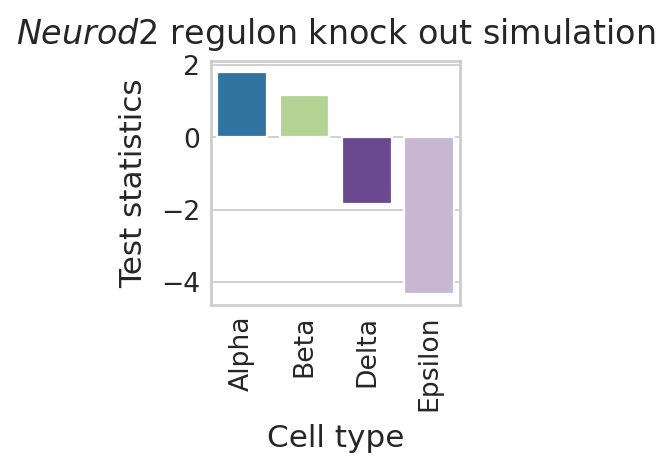 Neurod2 regulon knock out simulation
2
0
−2
−4
Test statistics
Alpha
Beta
Delta
Epsilon
Cell type